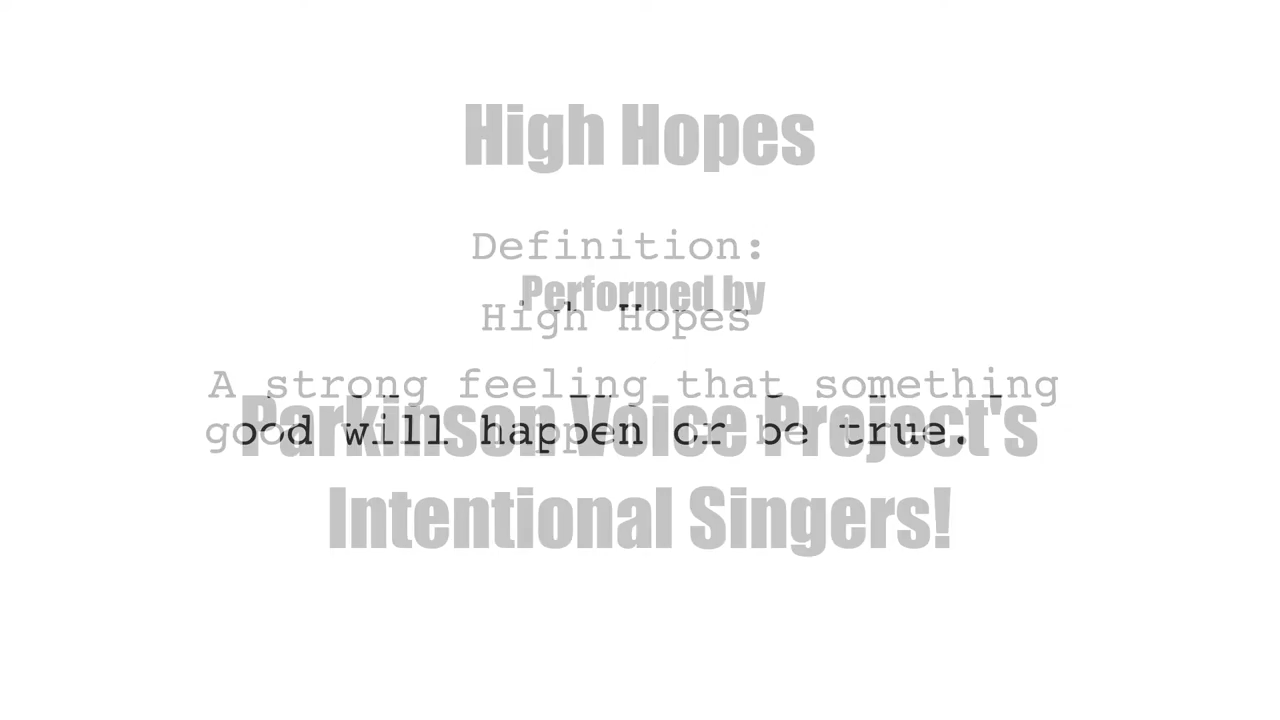 High Hopes
Definition:
Performed by
High Hopes
A strong feeling that something
Parkinson Voice Project's
good will happen or be true.
Intentional Singers!